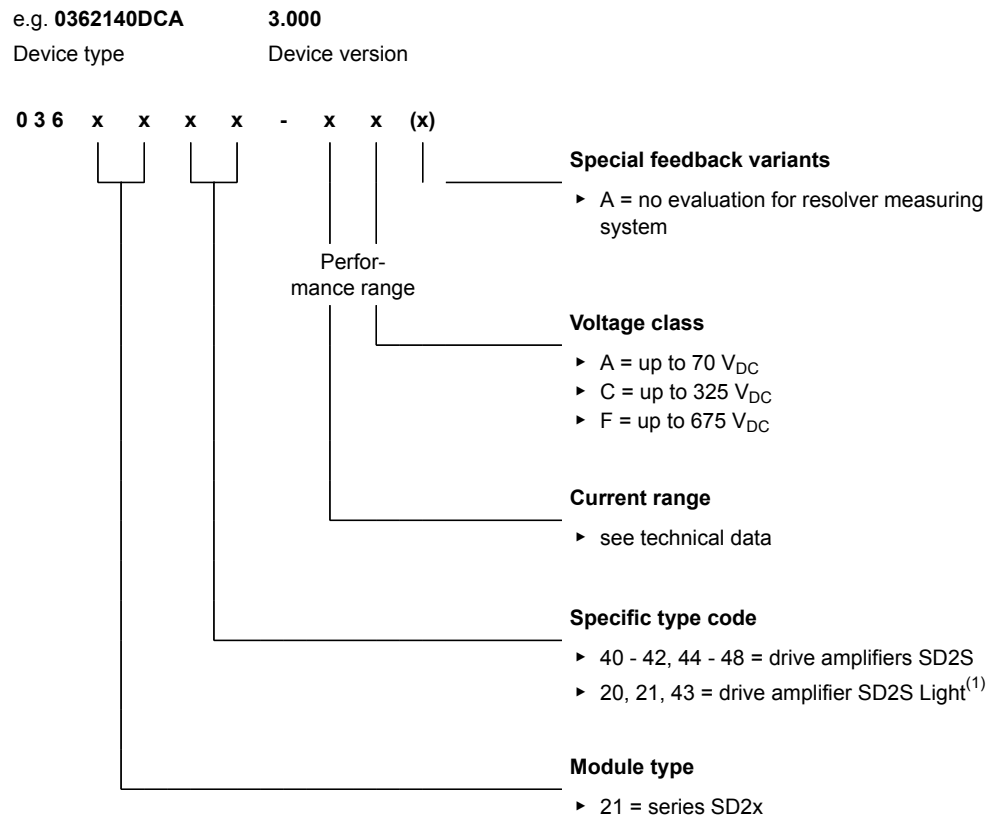 e.g. 0362140DCA 3.000
Device type Device version
0 3 6 x x x x - x x (x)
Special feedback variants
► A = no evaluation for resolver measuring
system
Perfor-
mance range
Voltage class
► A = up to 70 VDC
► C = up to 325 VDC
► F = up to 675 VDC
Current range
► see technical data
Specific type code
► 40 - 42, 44 - 48 = drive amplifiers SD2S
► 20, 21, 43 = drive amplifier SD2S Light(1)
Module type
► 21 = series SD2x